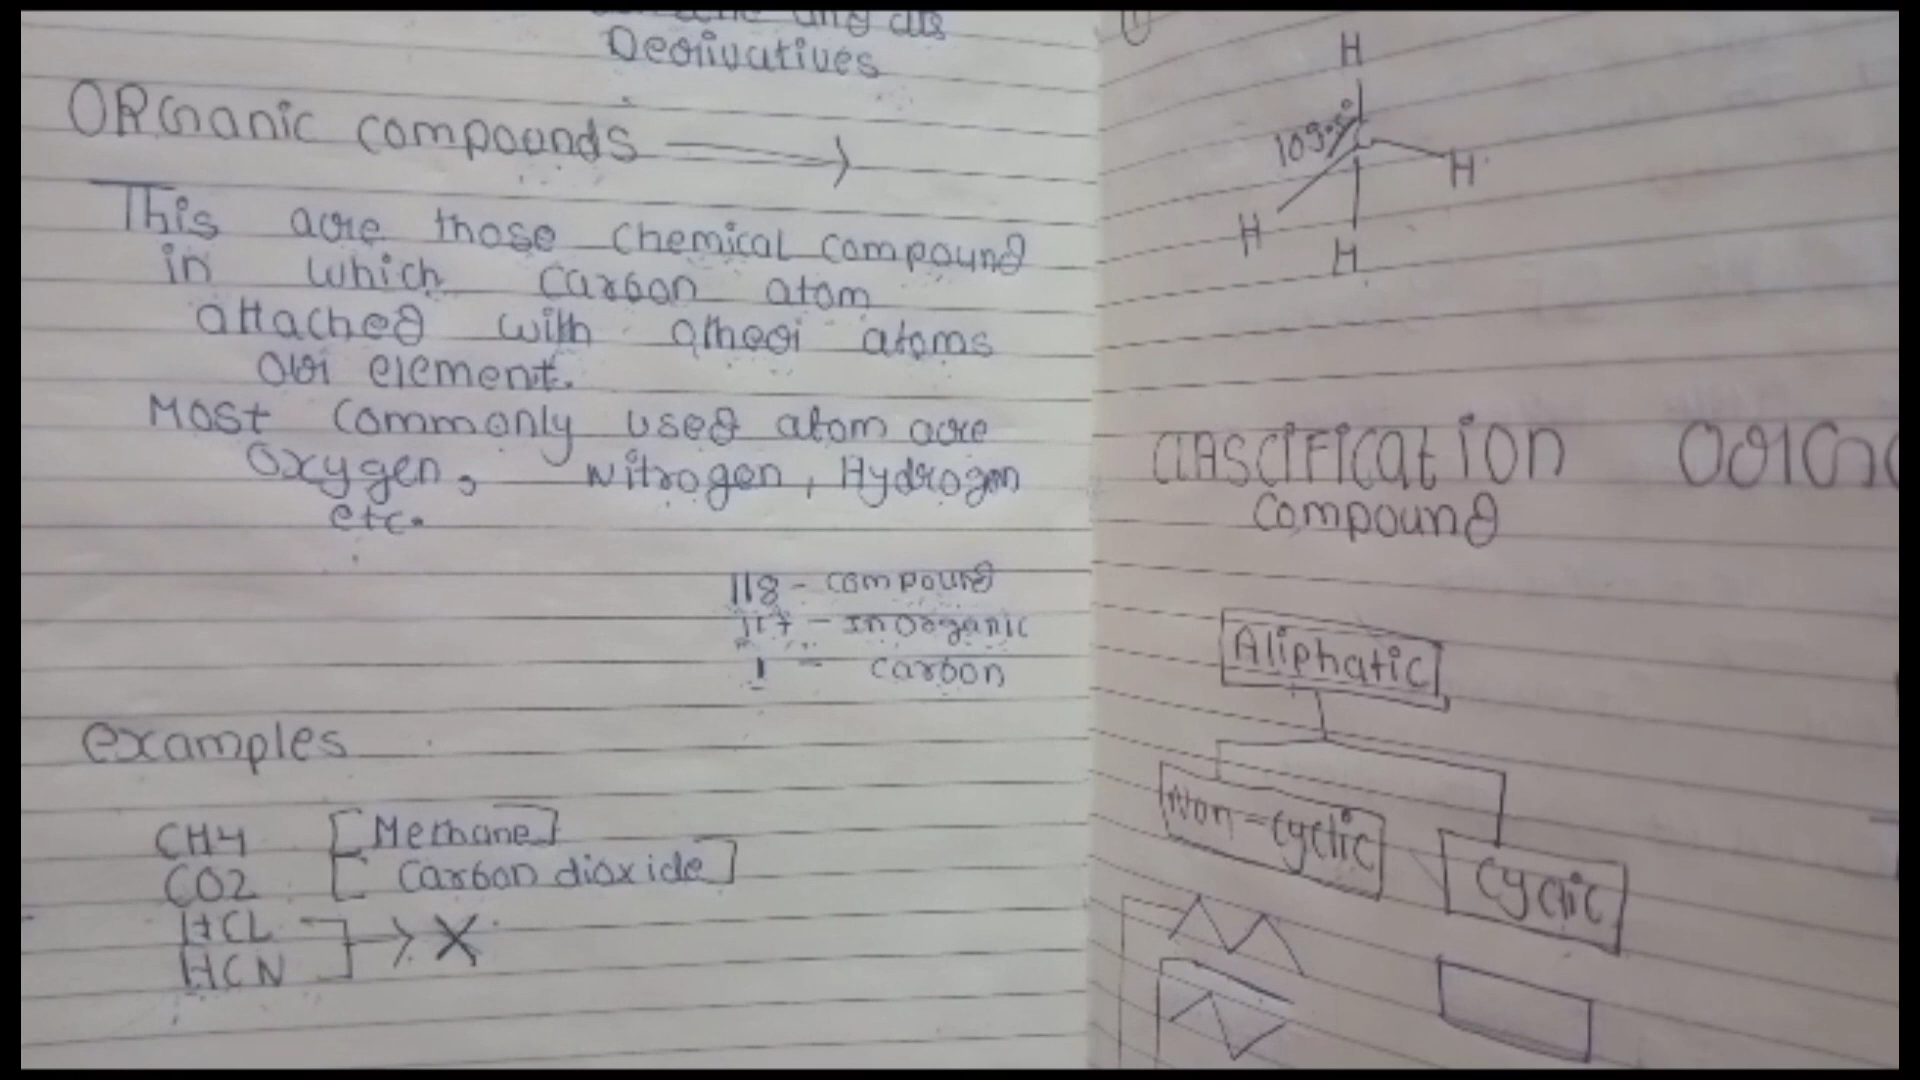 Derivatives
ORGanic compounds
This are those chemical compound
in which carbon atom
attached with other atoms
or element.
Most commonly used atom are
Oxygen, Nitrogen, Hydrogen
etc.
118 - compound
117 - inorganic
1 - carbon
examples
CH4 [Methane]
CO2 [Carbon dioxide]
HCL
HCN → X
H
C
H
H
H
ClAScIFication ORG
compound
Aliphatic
Non-cyclic
Cyclic